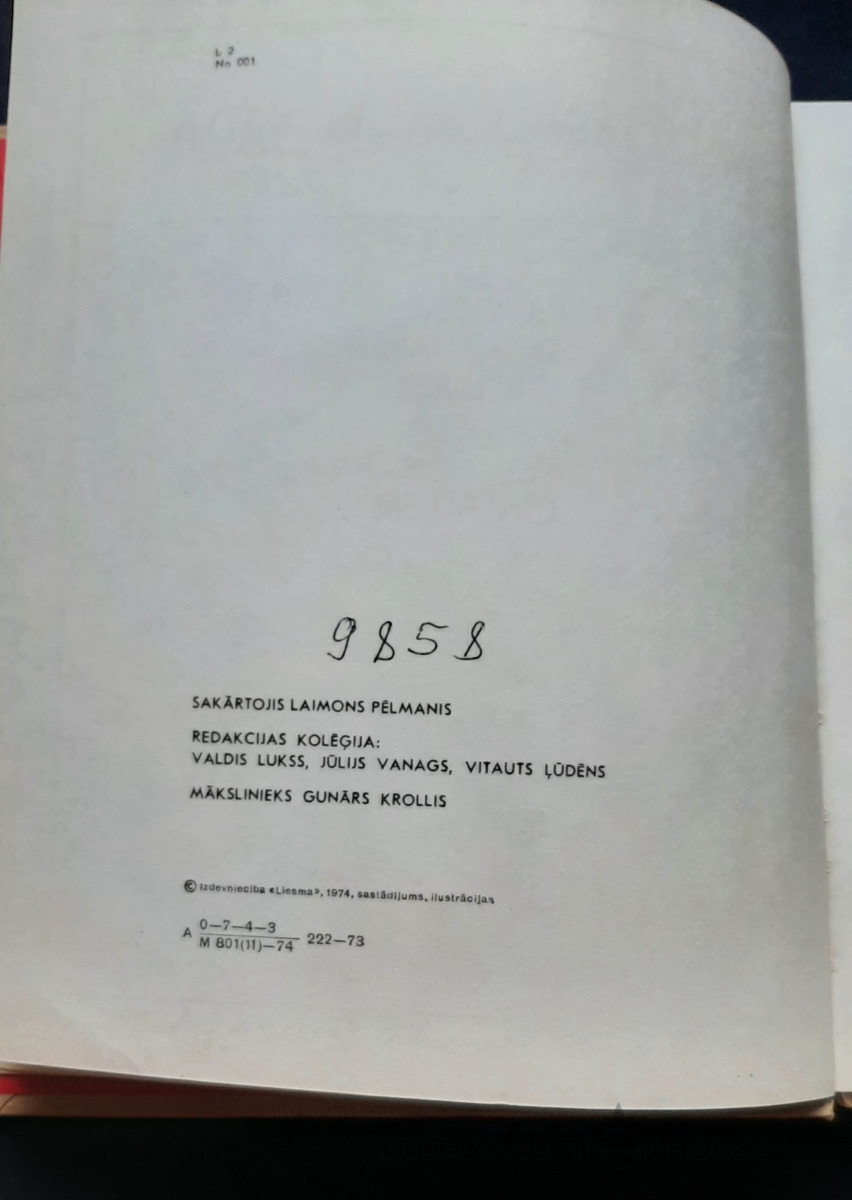 L 2
No 001
9858
SAKĀRTOJIS LAIMONS PĒLMANIS
REDAKCIJAS KOLĒĢIJA:
VALDIS LUKSS, JŪLIJS VANAGS, VITAUTS ĻŪDĒNS
MĀKSLINIEKS GUNĀRS KROLLIS
© Izdevniecība «Liesma», 1974, sastādījums, ilustrācijas
A 0—7—4—3
M 801(11)—74 222—73